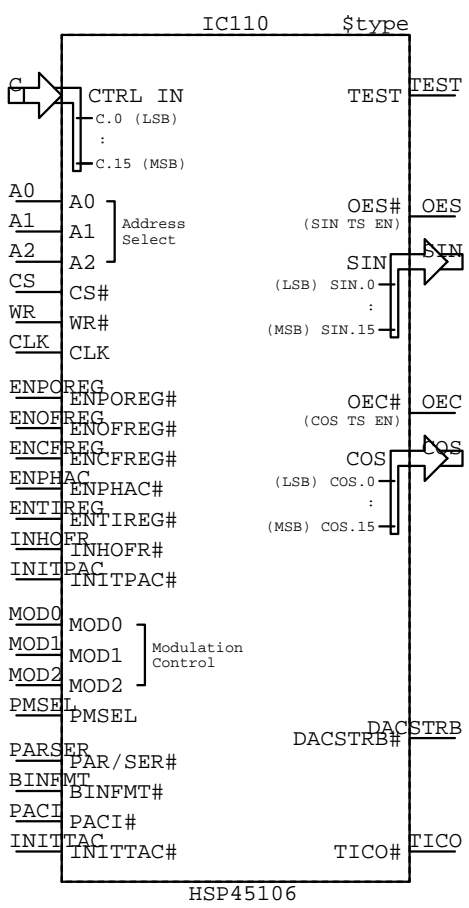 IC110 $type
C CTRL IN TEST TEST
C.0 (LSB)
:
C.15 (MSB)
A0 A0
A1 A1
A2 A2
Address
Select
CS CS#
WR WR#
CLK CLK
OES# OES
(SIN TS EN)
SIN SIN
(LSB) SIN.0
:
(MSB) SIN.15
ENPOREG ENPOREG#
ENOFREG ENOFREG#
ENCFREG ENCFREG#
ENPHAC ENPHAC#
ENTIREG ENTIREG#
INHOFR INHOFR#
INITPAC INITPAC#
OEC# OEC
(COS TS EN)
COS COS
(LSB) COS.0
:
(MSB) COS.15
MOD0 MOD0
MOD1 MOD1
MOD2 MOD2
Modulation
Control
PMSEL PMSEL
DACSTRB# DACSTRB
PARSER PAR/SER#
BINFMT BINFMT#
PACI PACI#
INITTAC INITTAC#
TICO# TICO
HSP45106